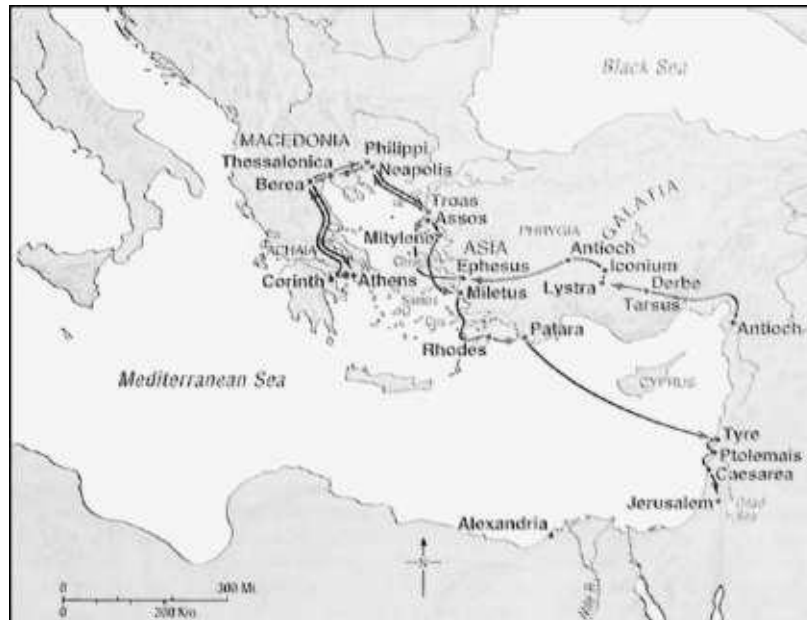 Black Sea
MACEDONIA
Philippi
Thessalonica
Neapolis
Berea
Troas
Assos
GALATIA
PHRYGIA
Mitylene
ASIA
Antioch
ACHAIA
Ephesus
Iconium
Corinth
Athens
Lystra
Derbe
Miletus
Tarsus
Antioch
Patara
Rhodes
Mediterranean Sea
CYPRUS
Tyre
Ptolemais
Caesarea
Jerusalem
Dead
Sea
Alexandria
N
0 300 Mi.
0